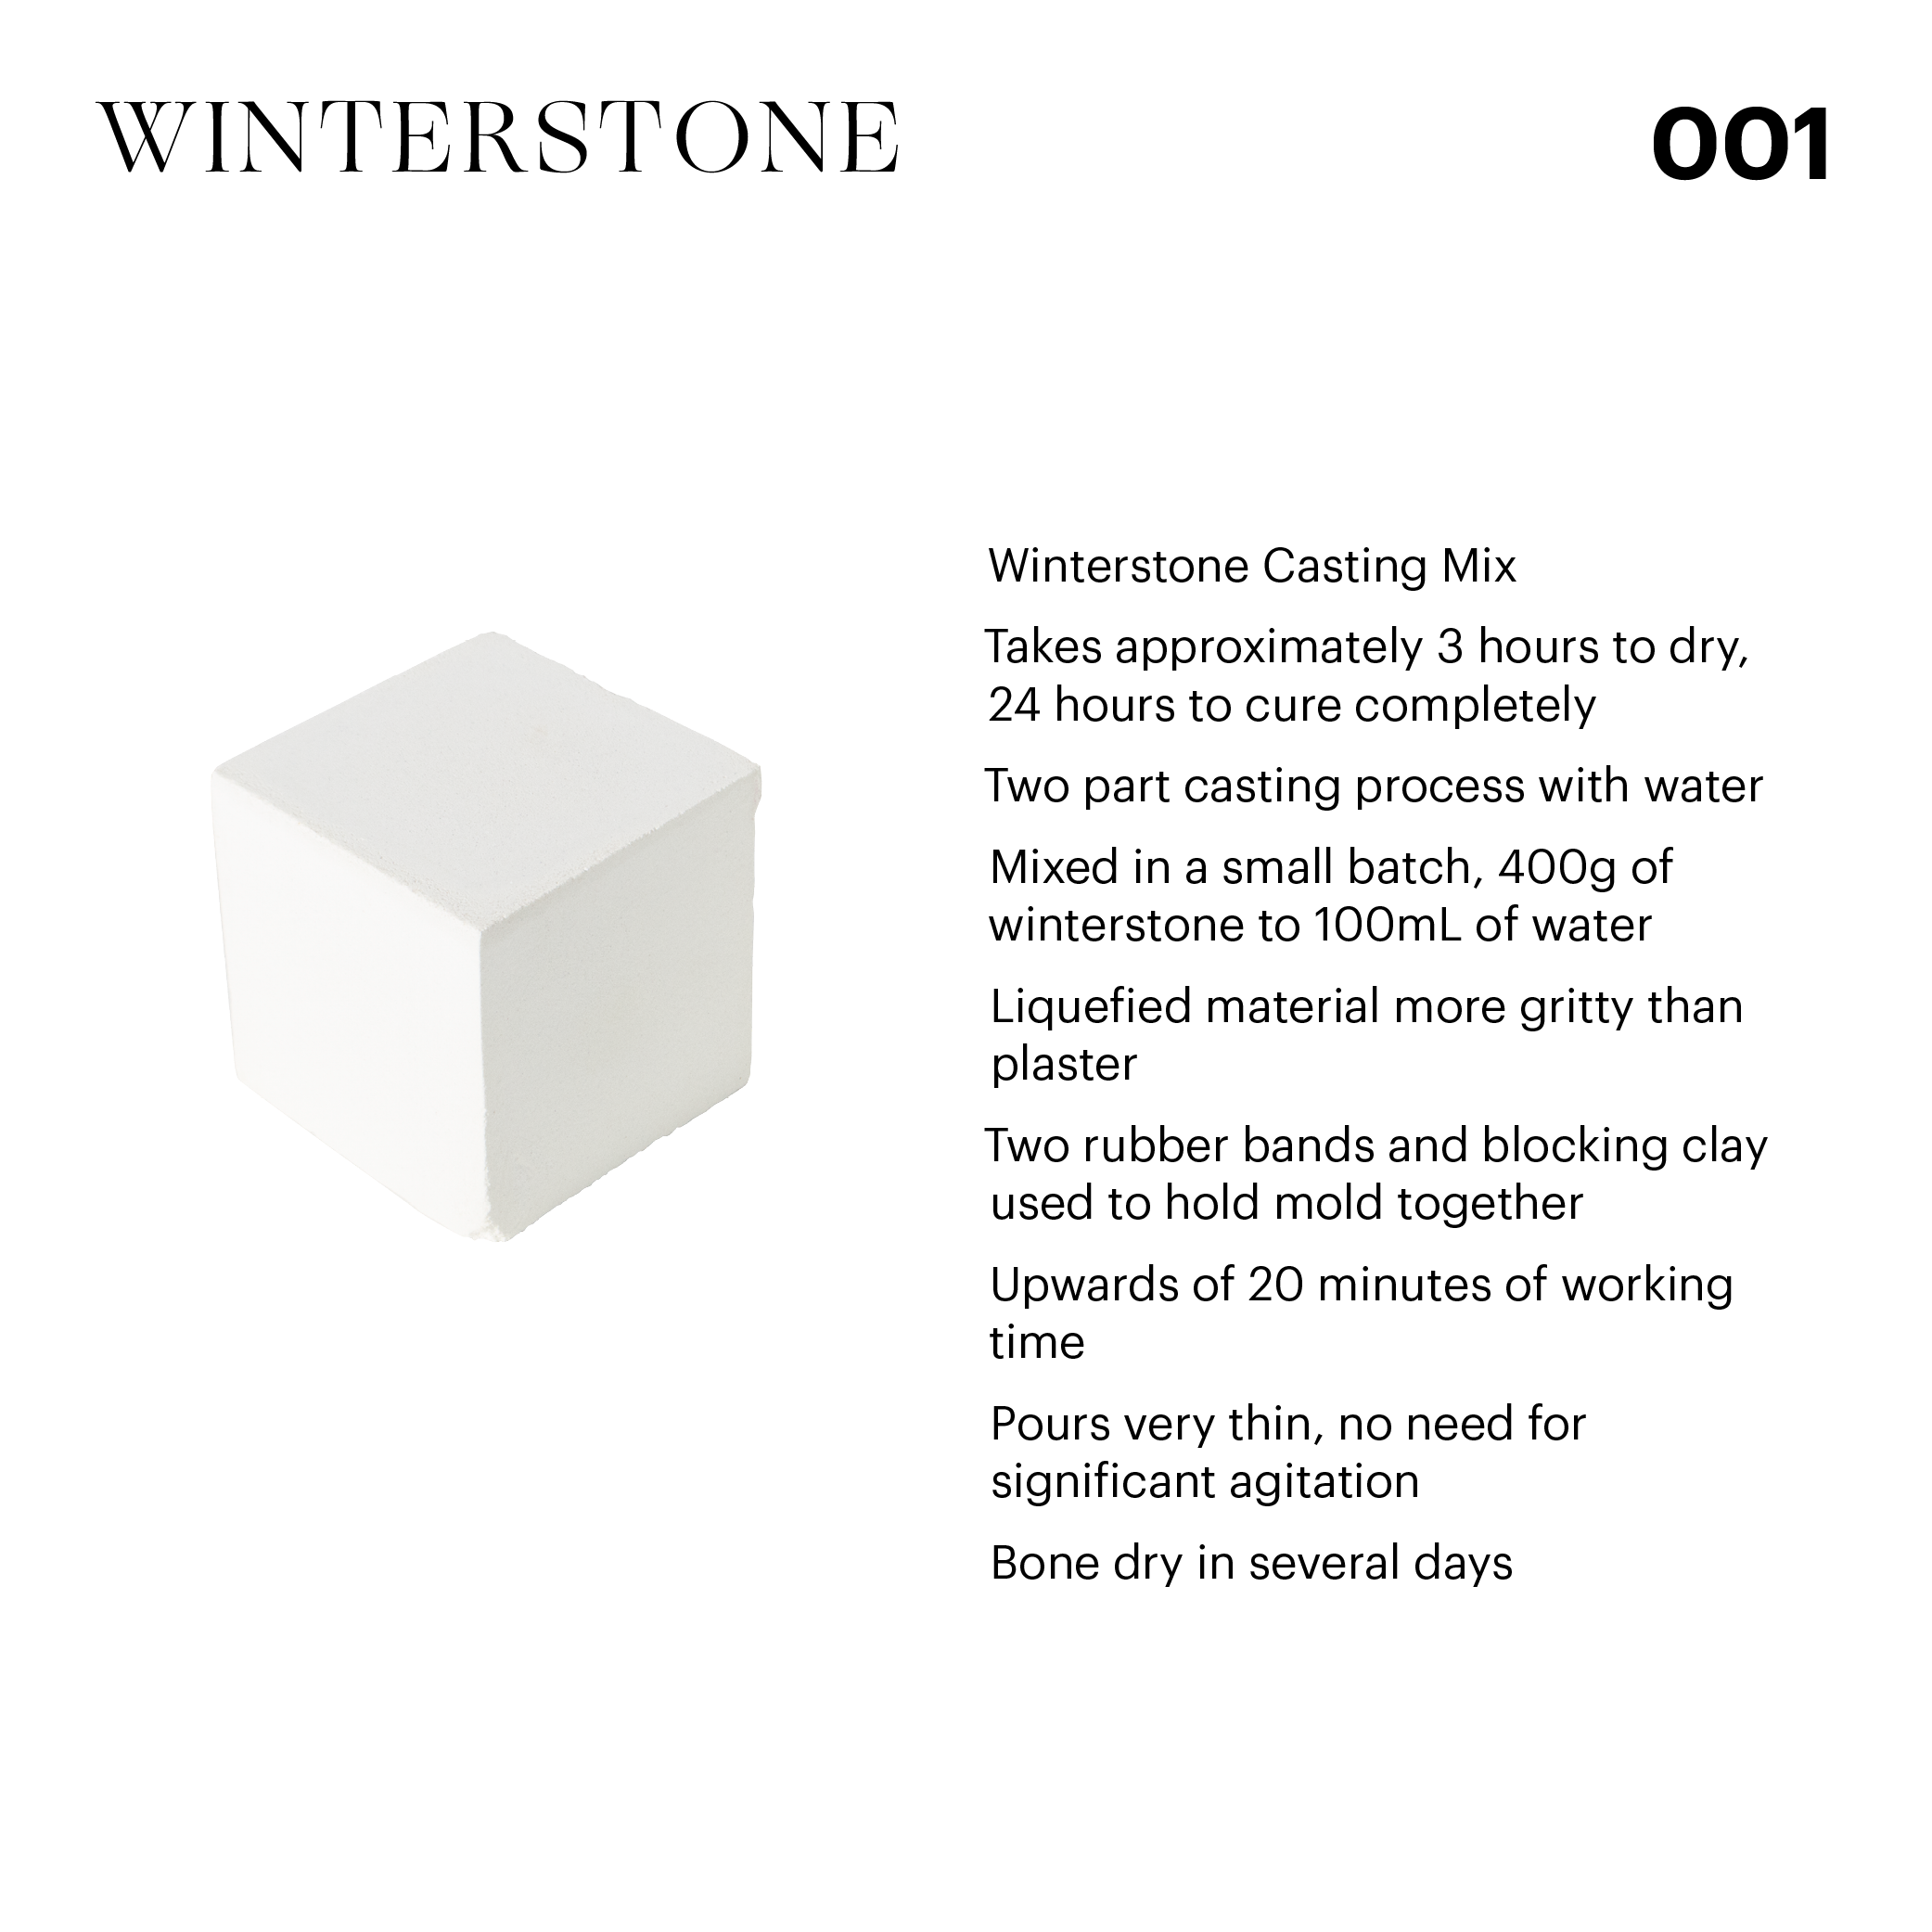 WINTERSTONE
001
Winterstone Casting Mix
Takes approximately 3 hours to dry,
24 hours to cure completely
Two part casting process with water
Mixed in a small batch, 400g of
winterstone to 100mL of water
Liquefied material more gritty than
plaster
Two rubber bands and blocking clay
used to hold mold together
Upwards of 20 minutes of working
time
Pours very thin, no need for
significant agitation
Bone dry in several days